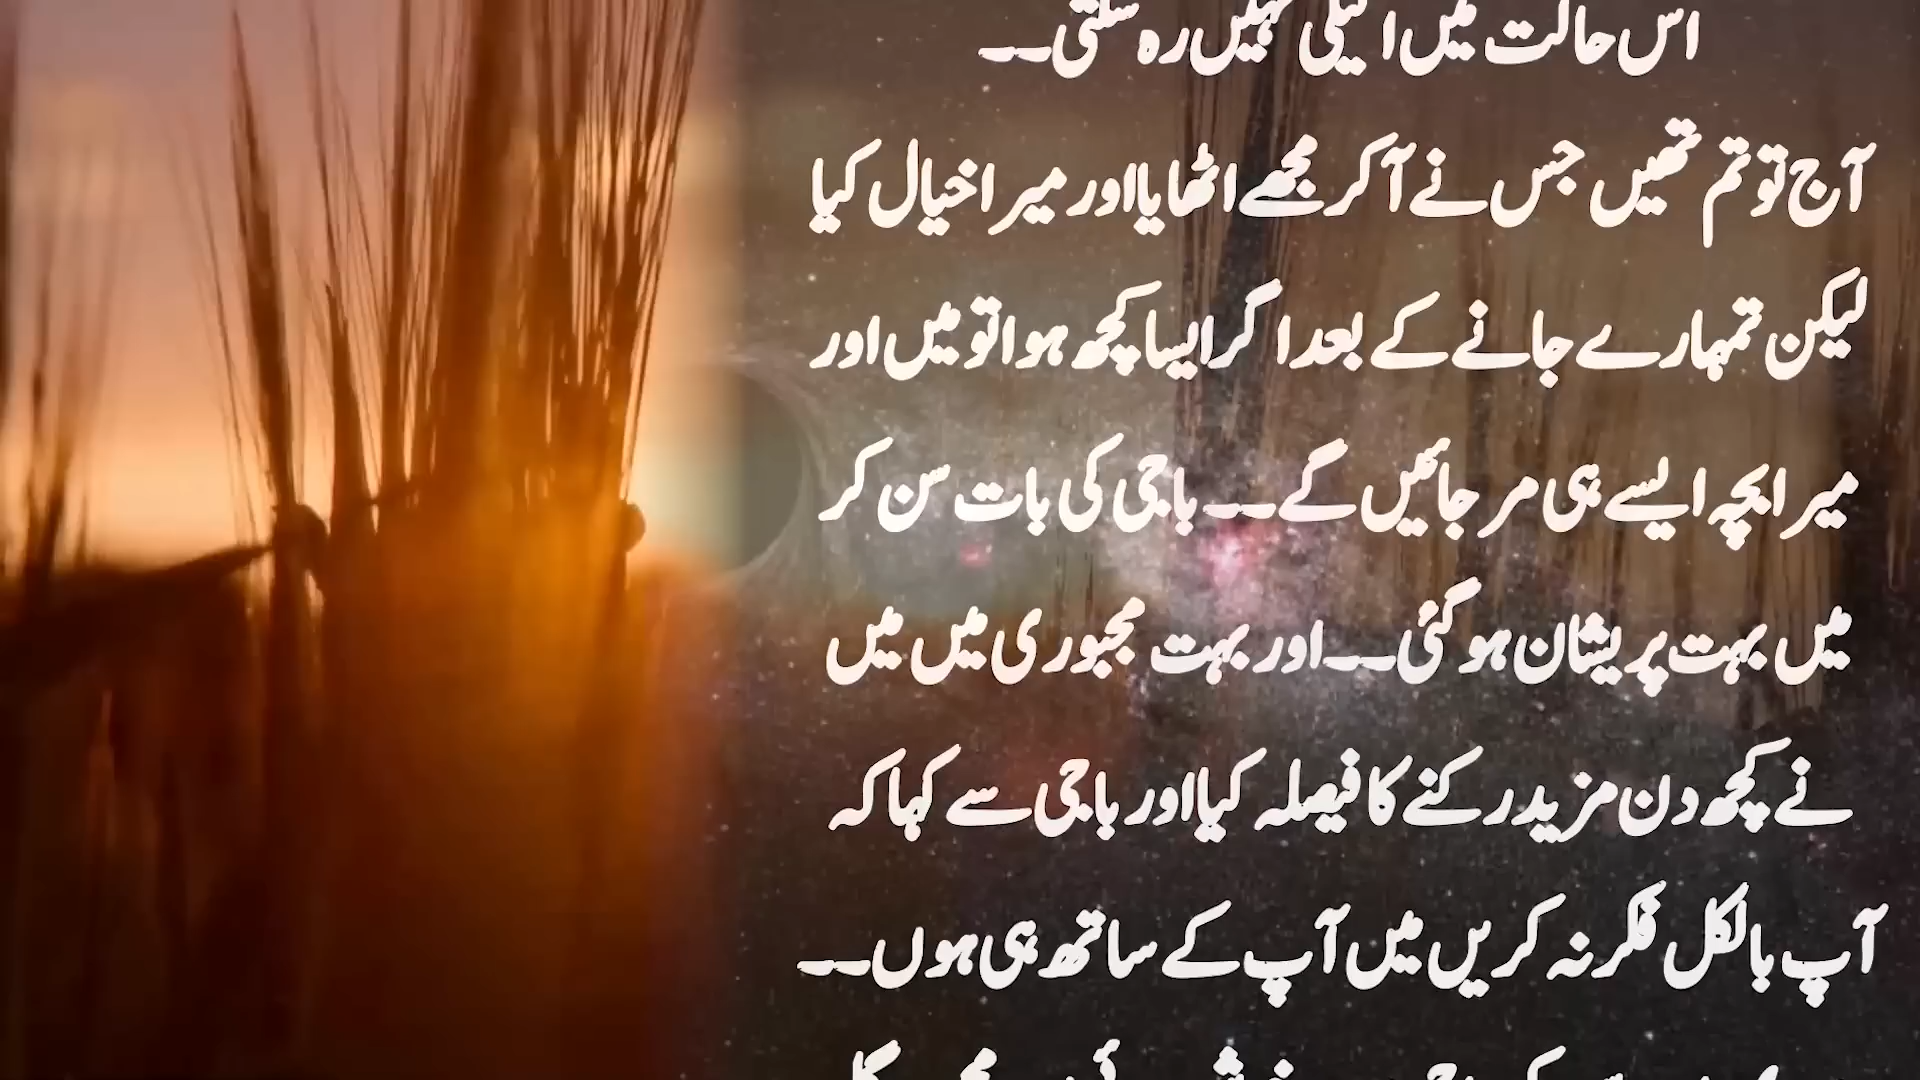 اس حالت میں اکیلی نہیں رہ سکتی۔۔
آج تو تم تھیں جس نے آ کر مجھے اٹھایا اور میرا خیال کیا
لیکن تمہارے جانے کے بعد اگر ایسا کچھ ہوا تو میں اور
میرا بچہ ایسے ہی مر جائیں گے۔۔ باجی کی بات سن کر
میں بہت پریشان ہو گئی۔۔ اور بہت مجبوری میں میں
نے کچھ دن مزید رکنے کا فیصلہ کیا اور باجی سے کہا کہ
آپ بالکل فکر نہ کریں میں آپ کے ساتھ ہی ہوں۔۔